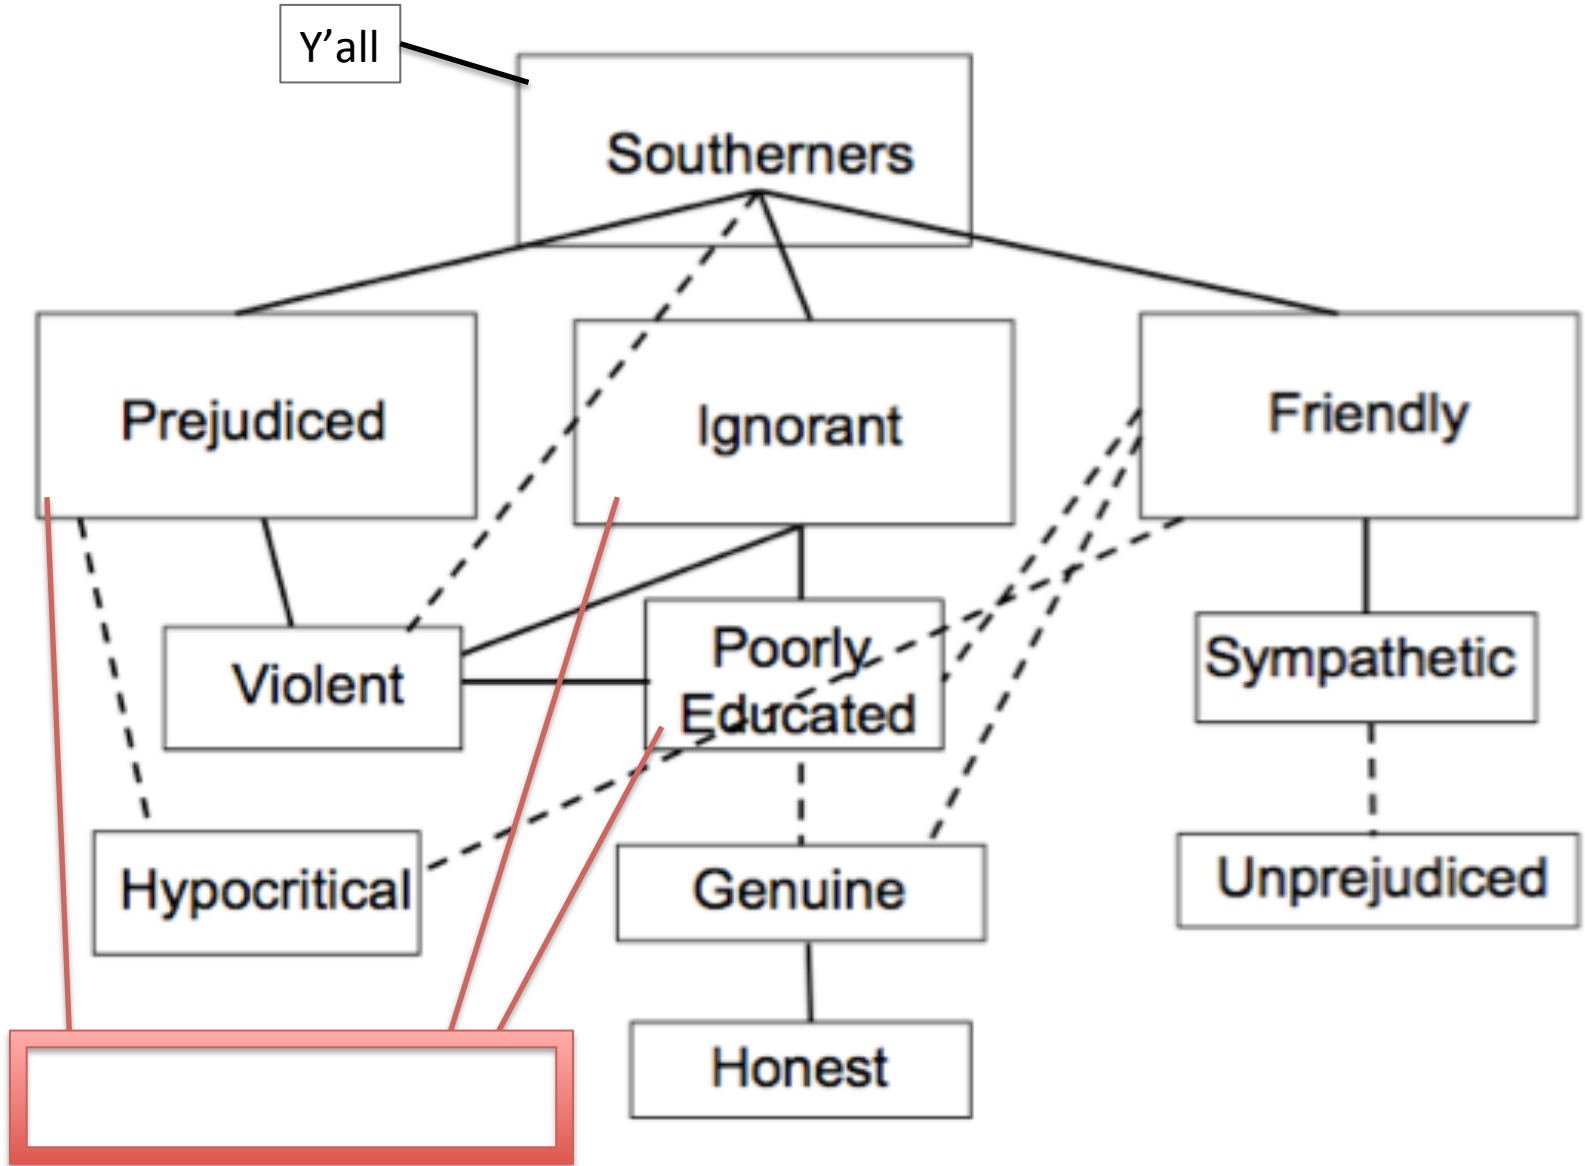 Y’all
Southerners
Prejudiced
Ignorant
Friendly
Violent
Poorly
Educated
Sympathetic
Hypocritical
Genuine
Unprejudiced
Honest